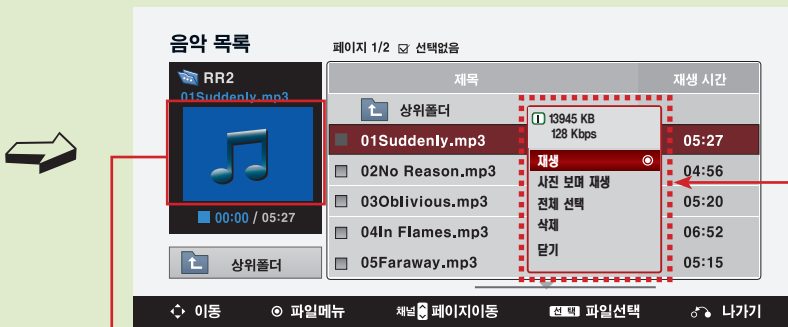 음악 목록
페이지 1/2 ☑ 선택없음
RR2
01Suddenly.mp3
00:00 / 05:27
상위폴더
제목 재생 시간
상위폴더
01Suddenly.mp3 05:27
02No Reason.mp3 04:56
03Oblivious.mp3 05:20
04In Flames.mp3 06:52
05Faraway.mp3 05:15
13945 KB
128 Kbps
재생
사진 보며 재생
전체 선택
삭제
닫기
이동 파일메뉴 채널 페이지이동 선택 파일선택 나가기